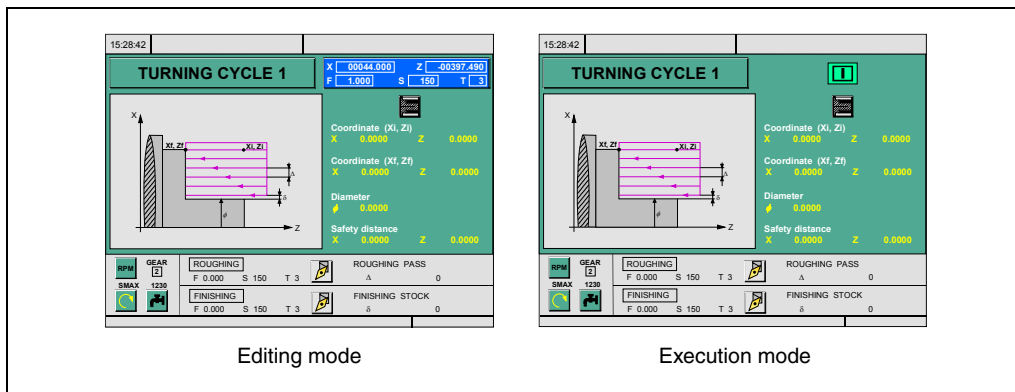 15:28:42
TURNING CYCLE 1
X 00044.000 Z -00397.490
F 1.000 S 150 T 3
X
Xf, Zf
Xi, Zi
Δ
δ
ϕ
Z
Coordinate (Xi, Zi)
X 0.0000 Z 0.0000
Coordinate (Xf, Zf)
X 0.0000 Z 0.0000
Diameter
ϕ 0.0000
Safety distance
X 0.0000 Z 0.0000
RPM GEAR
2
SMAX 1230
ROUGHING
F 0.000 S 150 T 3
ROUGHING PASS
Δ 0
FINISHING
F 0.000 S 150 T 3
FINISHING STOCK
δ 0
Editing mode
15:28:42
TURNING CYCLE 1
X
Xf, Zf
Xi, Zi
Δ
δ
ϕ
Z
Coordinate (Xi, Zi)
X 0.0000 Z 0.0000
Coordinate (Xf, Zf)
X 0.0000 Z 0.0000
Diameter
ϕ 0.0000
Safety distance
X 0.0000 Z 0.0000
RPM GEAR
2
SMAX 1230
ROUGHING
F 0.000 S 150 T 3
ROUGHING PASS
Δ 0
FINISHING
F 0.000 S 150 T 3
FINISHING STOCK
δ 0
Execution mode